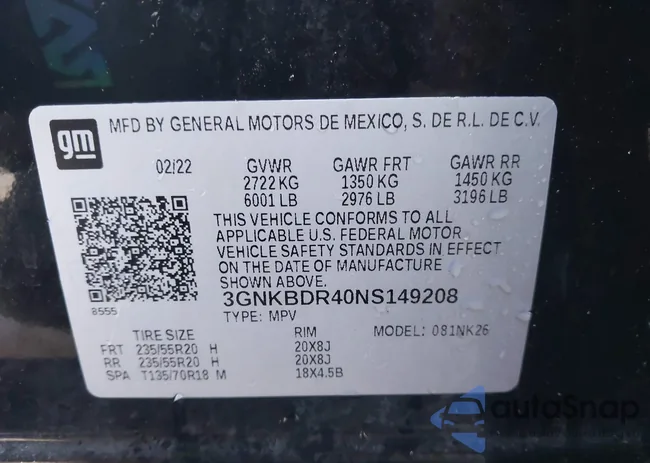 gm
MFD BY GENERAL MOTORS DE MEXICO, S. DE R.L. DE C.V.
02/22 GVWR GAWR FRT GAWR RR
2722 KG 1350 KG 1450 KG
6001 LB 2976 LB 3196 LB
THIS VEHICLE CONFORMS TO ALL
APPLICABLE U.S. FEDERAL MOTOR
VEHICLE SAFETY STANDARDS IN EFFECT
ON THE DATE OF MANUFACTURE
SHOWN ABOVE.
8555 3GNKBDR40NS149208
TYPE: MPV
TIRE SIZE RIM MODEL: 081NK26
FRT 235/55R20 H 20X8J
RR 235/55R20 H 20X8J
SPA T135/70R18 M 18X4.5B
autoSnap